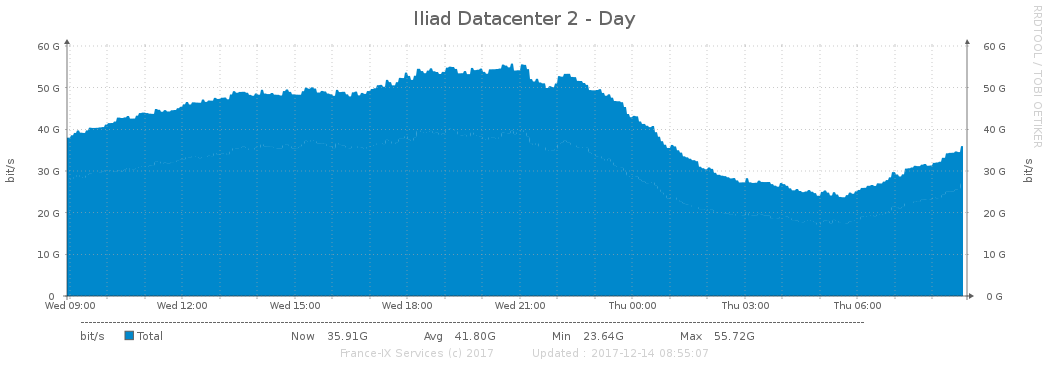 Iliad Datacenter 2 - Day
RRDTOOL / TOBI OETIKER
60 G 60 G
50 G 50 G
40 G 40 G
30 G 30 G
20 G 20 G
10 G 10 G
0 0 G
bit/s
bit/s
Wed 09:00 Wed 12:00 Wed 15:00 Wed 18:00 Wed 21:00 Thu 00:00 Thu 03:00 Thu 06:00
bit/s Total Now 35.91G Avg 41.80G Min 23.64G Max 55.72G
France-IX Services (c) 2017 Updated : 2017-12-14 08:55:07